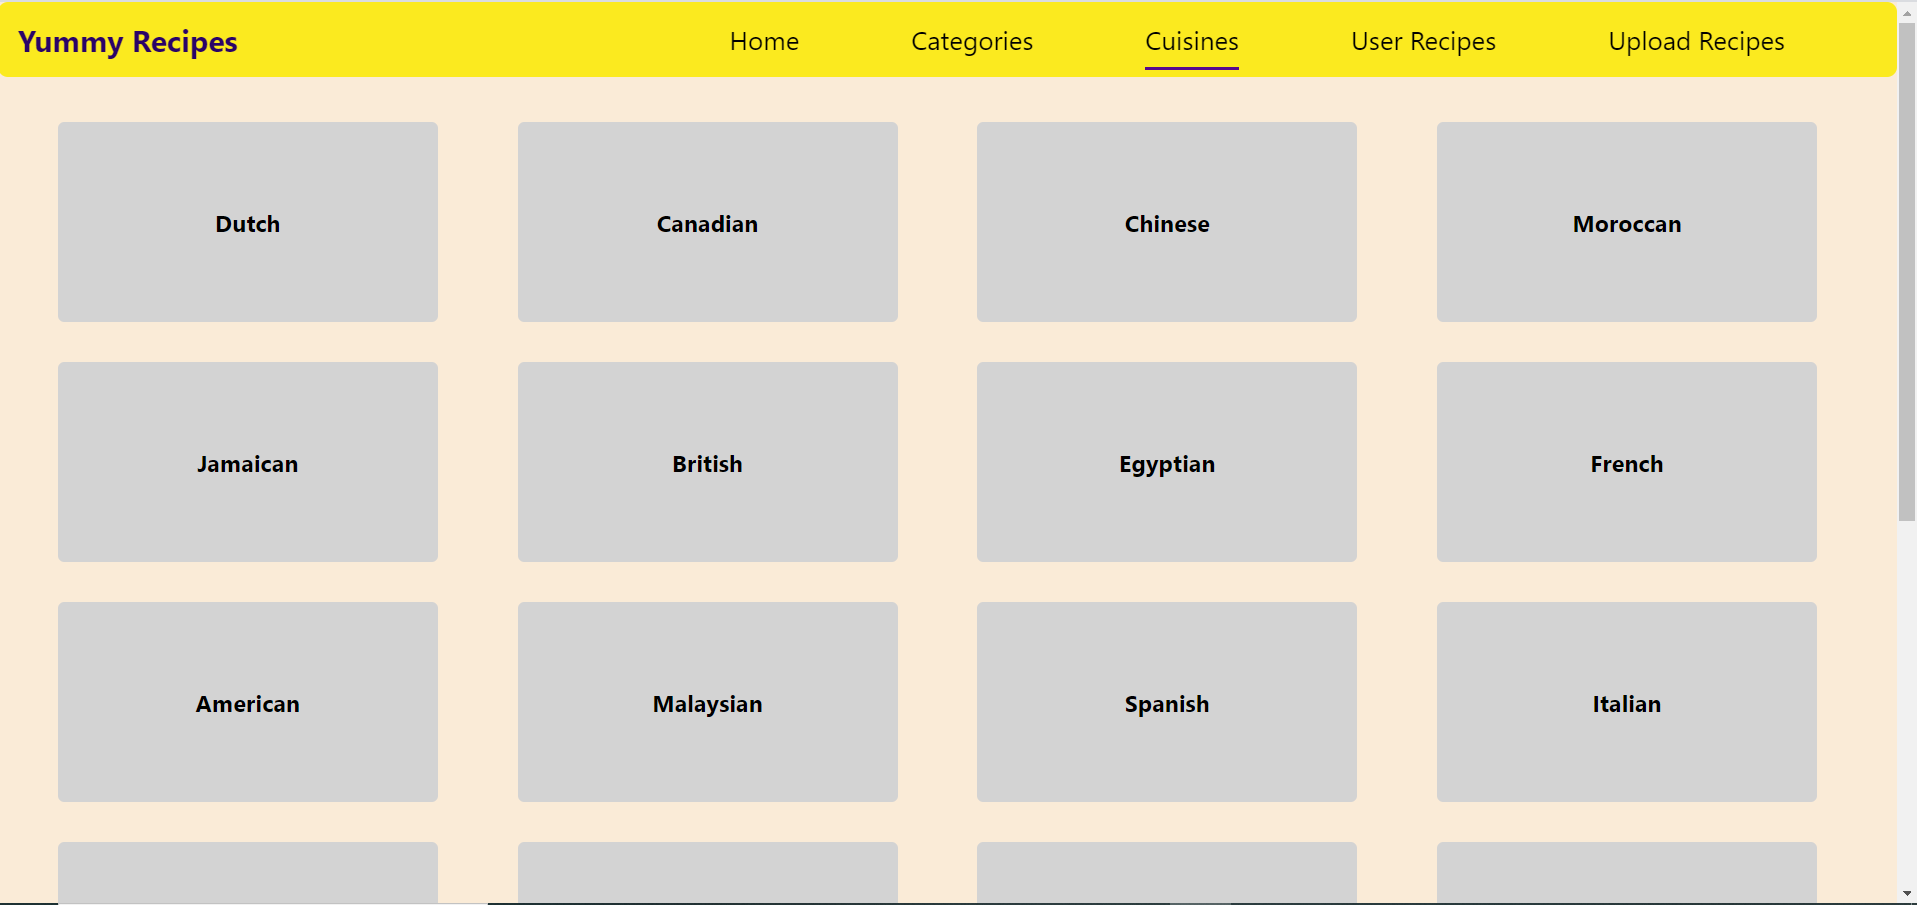 Yummy Recipes
Home Categories Cuisines User Recipes Upload Recipes
Dutch Canadian Chinese Moroccan
Jamaican British Egyptian French
American Malaysian Spanish Italian